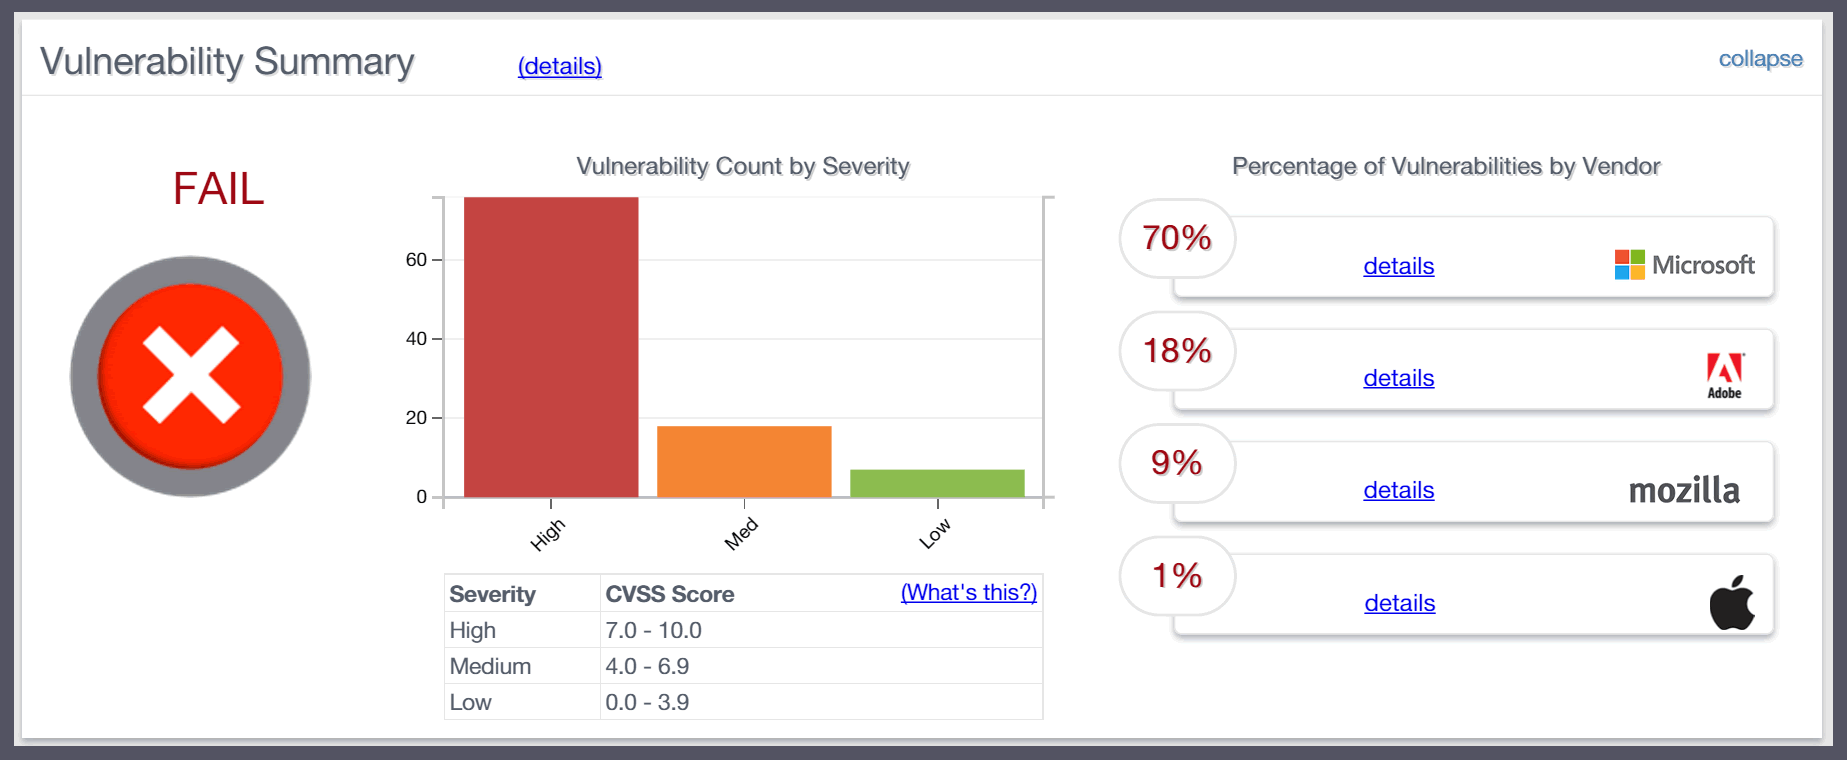 Vulnerability Summary (details) collapse
FAIL
Vulnerability Count by Severity
60
40
20
0
High Med Low
Severity CVSS Score (What's this?)
High 7.0 - 10.0
Medium 4.0 - 6.9
Low 0.0 - 3.9
Percentage of Vulnerabilities by Vendor
70% details Microsoft
18% details Adobe
9% details mozilla
1% details